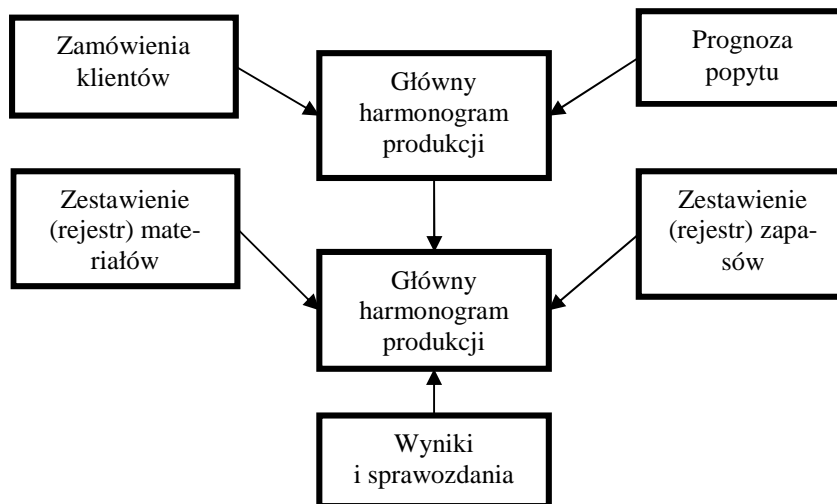 Zamówienia
klientów
Główny
harmonogram
produkcji
Prognoza
popytu
Zestawienie
(rejestr) mate-
riałów
Główny
harmonogram
produkcji
Zestawienie
(rejestr) zapa-
sów
Wyniki
i sprawozdania